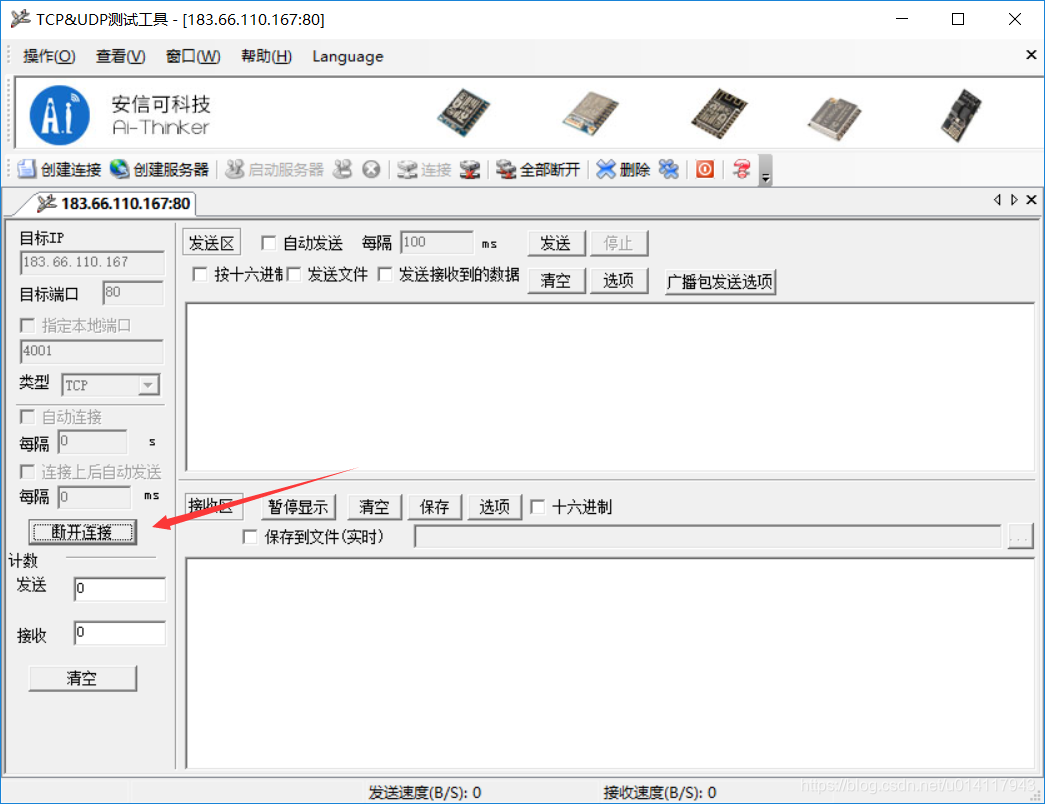 TCP&UDP测试工具 - [183.66.110.167:80]
操作(O) 查看(V) 窗口(W) 帮助(H) Language
Ai 安信可科技
Ai-Thinker
创建连接 创建服务器 启动服务器 连接 全部断开 删除
183.66.110.167:80
目标IP
183.66.110.167
目标端口 80
指定本地端口
4001
类型 TCP
自动连接
每隔 0 s
连接上后自动发送
每隔 0 ms
断开连接
计数
发送 0
接收 0
清空
发送区 自动发送 每隔 100 ms 发送 停止
按十六进制 发送文件 发送接收到的数据 清空 选项 广播包发送选项
接收区 暂停显示 清空 保存 选项 十六进制
保存到文件(实时) ...
发送速度(B/S): 0 接收速度(B/S): 0
https://blog.csdn.net/u014117943